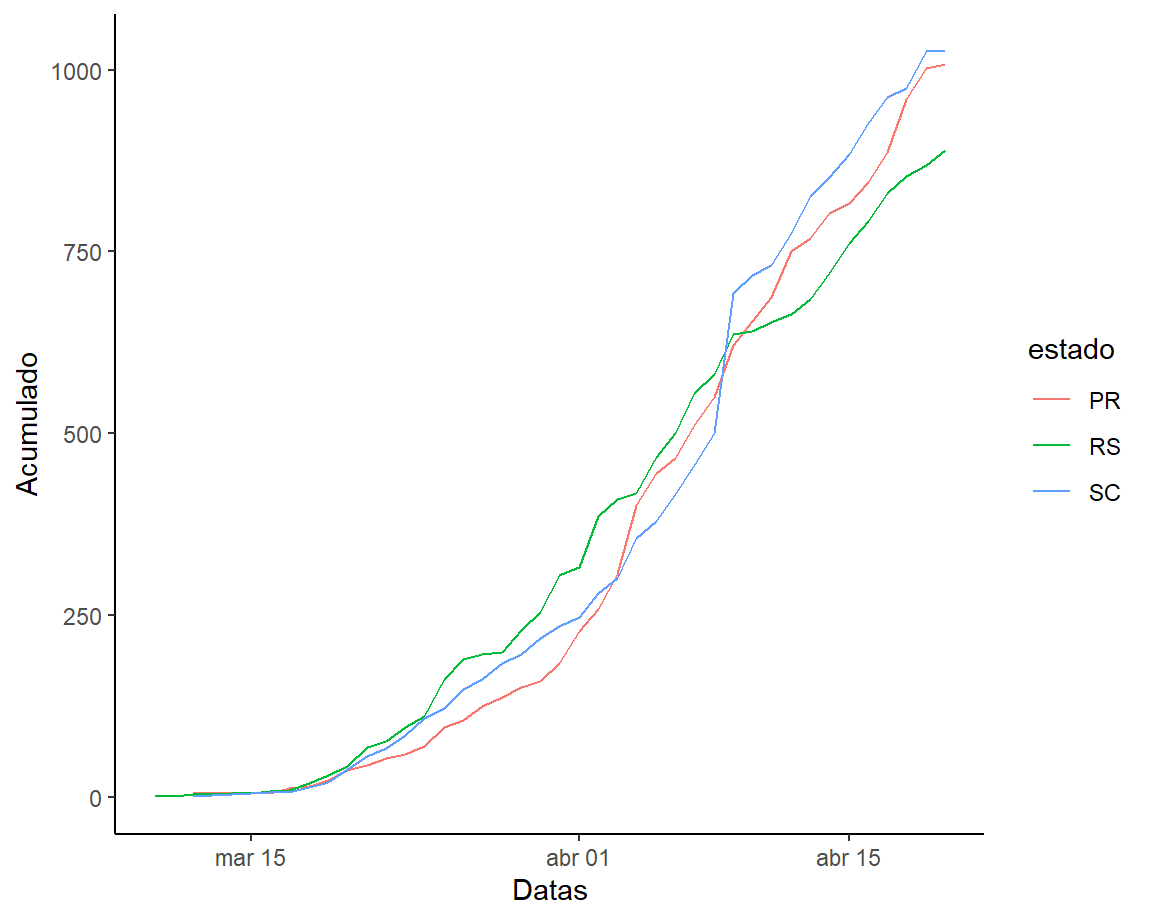 1000
750
500
250
0
Acumulado
mar 15
abr 01
abr 15
Datas
estado
PR
RS
SC